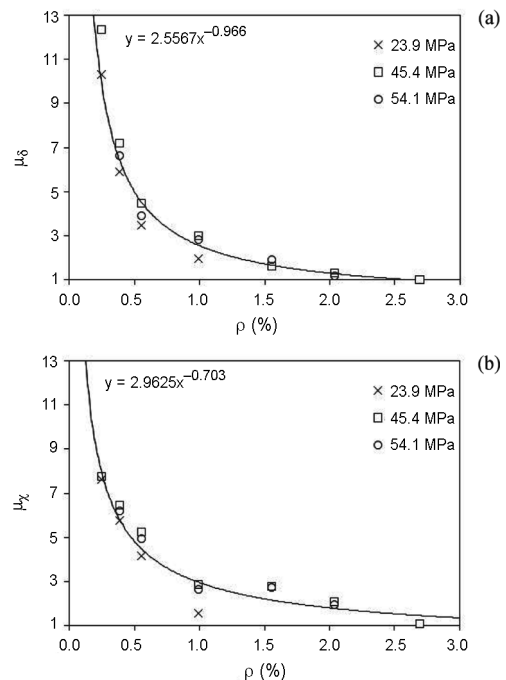 (a)
y = 2.5567x^−0.966
× 23.9 MPa
□ 45.4 MPa
○ 54.1 MPa
13
11
9
7
5
3
1
μδ
0.0 0.5 1.0 1.5 2.0 2.5 3.0
ρ (%)
(b)
y = 2.9625x^−0.703
× 23.9 MPa
□ 45.4 MPa
○ 54.1 MPa
13
11
9
7
5
3
1
μχ
0.0 0.5 1.0 1.5 2.0 2.5 3.0
ρ (%)